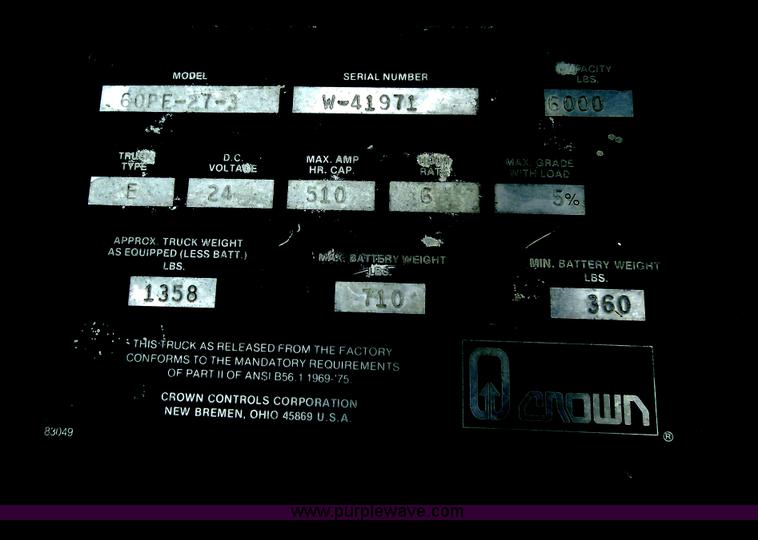 MODEL
60PE-27-3
SERIAL NUMBER
W-41971
CAPACITY
LBS.
6000
TRUCK
TYPE
E
D.C.
VOLTAGE
24
MAX. AMP
HR. CAP.
510
HOUR
RATE
6
MAX. GRADE
WITH LOAD
5%
APPROX. TRUCK WEIGHT
AS EQUIPPED (LESS BATT.)
LBS.
1358
MAX. BATTERY WEIGHT
LBS.
710
MIN. BATTERY WEIGHT
LBS.
360
THIS TRUCK AS RELEASED FROM THE FACTORY
CONFORMS TO THE MANDATORY REQUIREMENTS
OF PART II OF ANSI B56.1 1969-'75.
CROWN CONTROLS CORPORATION
NEW BREMEN, OHIO 45869 U.S.A.
CROWN
®
83049
www.purplewave.com